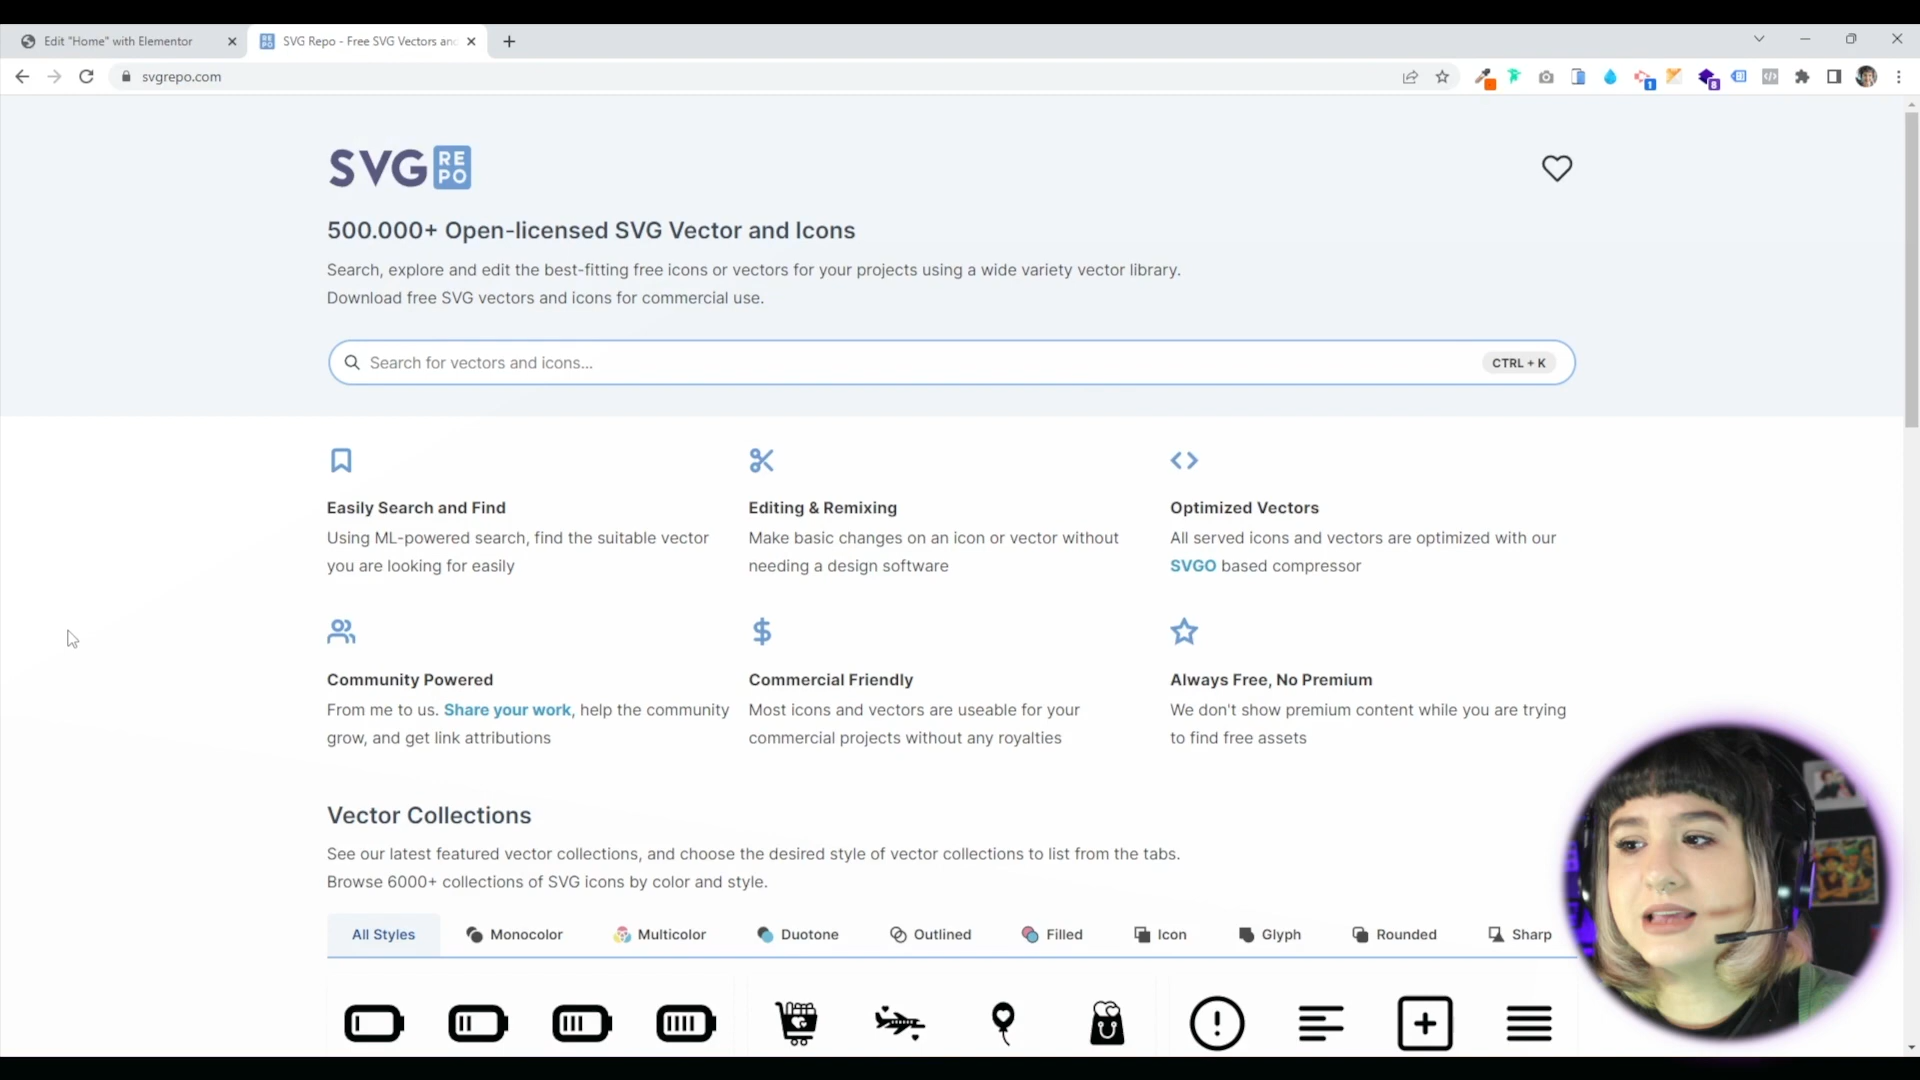 Edit "Home" with Elementor
SVG Repo - Free SVG Vectors and
svgrepo.com
1
8
SVG REPO
500.000+ Open-licensed SVG Vector and Icons
Search, explore and edit the best-fitting free icons or vectors for your projects using a wide variety vector library.
Download free SVG vectors and icons for commercial use.
Search for vectors and icons...
CTRL + K
Easily Search and Find
Using ML-powered search, find the suitable vector
you are looking for easily
Editing & Remixing
Make basic changes on an icon or vector without
needing a design software
Optimized Vectors
All served icons and vectors are optimized with our
SVGO based compressor
Community Powered
From me to us. Share your work, help the community
grow, and get link attributions
Commercial Friendly
Most icons and vectors are useable for your
commercial projects without any royalties
Always Free, No Premium
We don't show premium content while you are trying
to find free assets
Vector Collections
See our latest featured vector collections, and choose the desired style of vector collections to list from the tabs.
Browse 6000+ collections of SVG icons by color and style.
All Styles
Monocolor
Multicolor
Duotone
Outlined
Filled
Icon
Glyph
Rounded
Sharp